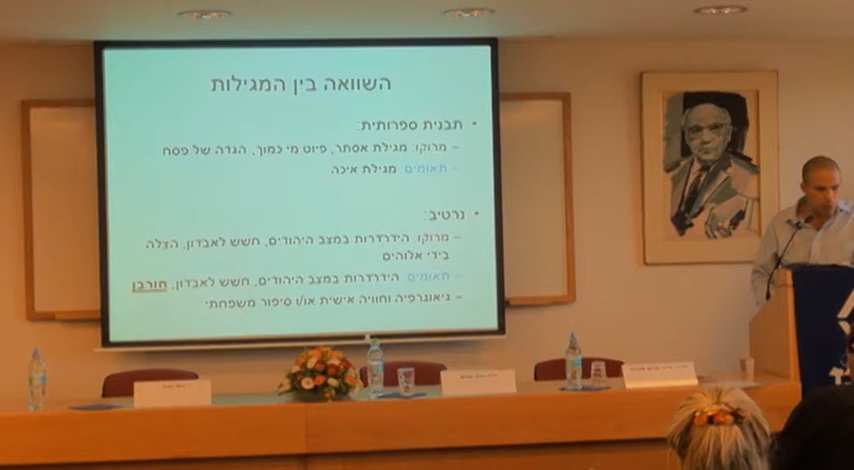 השוואה בין המגילות
• תבנית ספרותית:
– מרוקו: מגילת אסתר, פיוט מי כמוך, הגדה של פסח
– תאומים: מגילת איכה
• נרטיב:
– מרוקו: הידרדרות במצב היהודים, חשש לאבדון, הצלה
בידי אלוהים
– תאומים: הידרדרות במצב היהודים, חשש לאבדון, חורבן
– גיאוגרפיה וחוויה אישית או/ו סיפור משפחתי